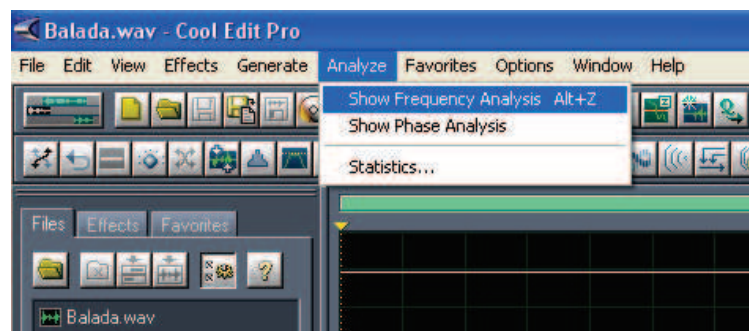 Balada.wav - Cool Edit Pro
File Edit View Effects Generate Analyze Favorites Options Window Help
Show Frequency Analysis Alt+Z
Show Phase Analysis
Statistics...
Files Effects Favorites
Balada.wav